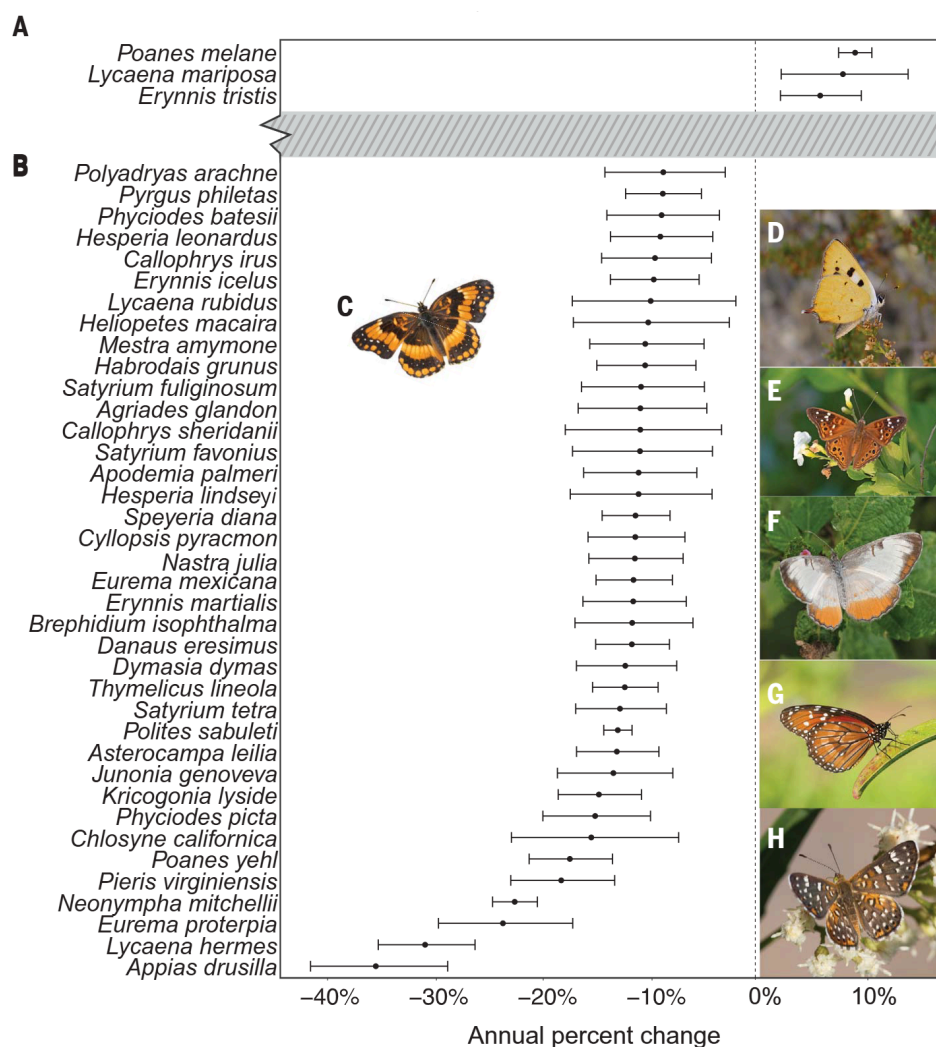 A
Poanes melane
Lycaena mariposa
Erynnis tristis
B
Polyadryas arachne
Pyrgus philetas
Phyciodes batesii
Hesperia leonardus
Callophrys irus
Erynnis icelus
Lycaena rubidus
Heliopetes macaira
Mestra amymone
Habrodais grunus
Satyrium fuliginosum
Agriades glandon
Callophrys sheridanii
Satyrium favonius
Apodemia palmeri
Hesperia lindseyi
Speyeria diana
Cyllopsis pyracmon
Nastra julia
Eurema mexicana
Erynnis martialis
Brephidium isophthalma
Danaus eresimus
Dymasia dymas
Thymelicus lineola
Satyrium tetra
Polites sabuleti
Asterocampa leilia
Junonia genoveva
Kricogonia lyside
Phyciodes picta
Chlosyne californica
Poanes yehl
Pieris virginiensis
Neonympha mitchellii
Eurema proterpia
Lycaena hermes
Appias drusilla
C
D
E
F
G
H
−40% −30% −20% −10% 0% 10%
Annual percent change